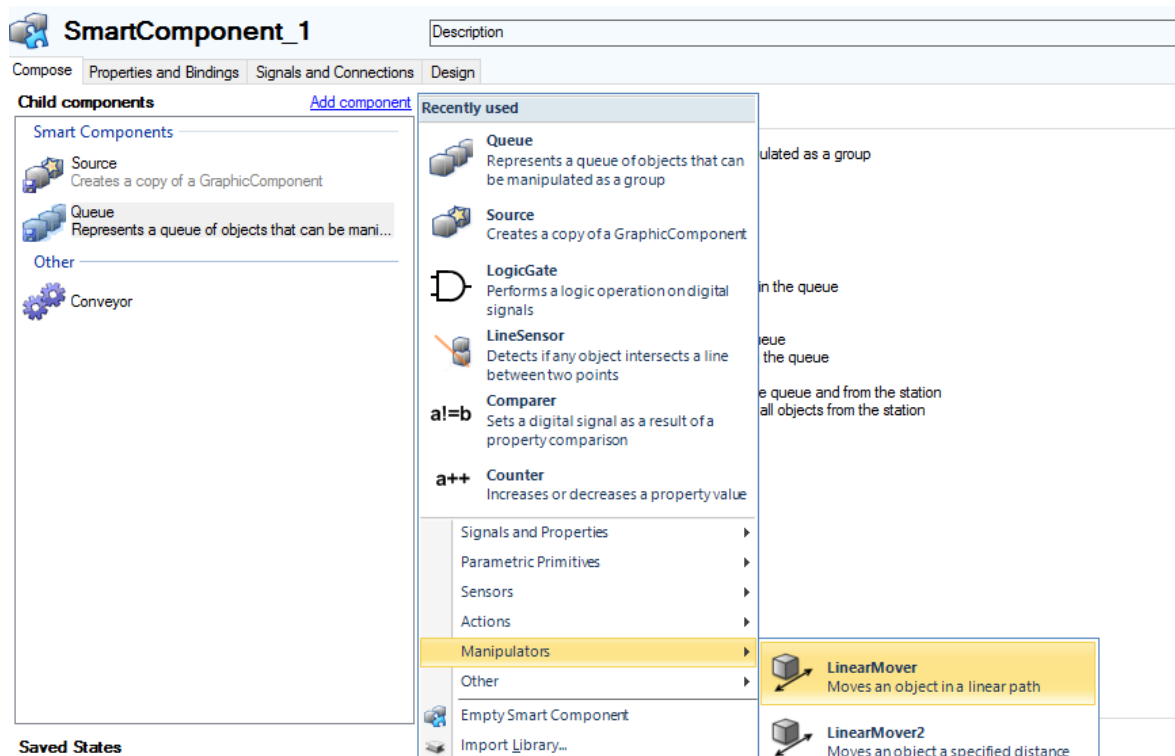 SmartComponent_1
Description
Compose Properties and Bindings Signals and Connections Design
Child components Add component
Smart Components
Source
Creates a copy of a GraphicComponent
Queue
Represents a queue of objects that can be mani...
Other
Conveyor
Recently used
Queue
Represents a queue of objects that can
be manipulated as a group
Source
Creates a copy of a GraphicComponent
LogicGate
Performs a logic operation on digital
signals
LineSensor
Detects if any object intersects a line
between two points
a!=b
Comparer
Sets a digital signal as a result of a
property comparison
a++
Counter
Increases or decreases a property value
Signals and Properties
Parametric Primitives
Sensors
Actions
Manipulators
Other
Empty Smart Component
Import Library...
LinearMover
Moves an object in a linear path
LinearMover2
Moves an object a specified distance
ulated as a group
in the queue
the queue
e queue and from the station
all objects from the station
Saved States